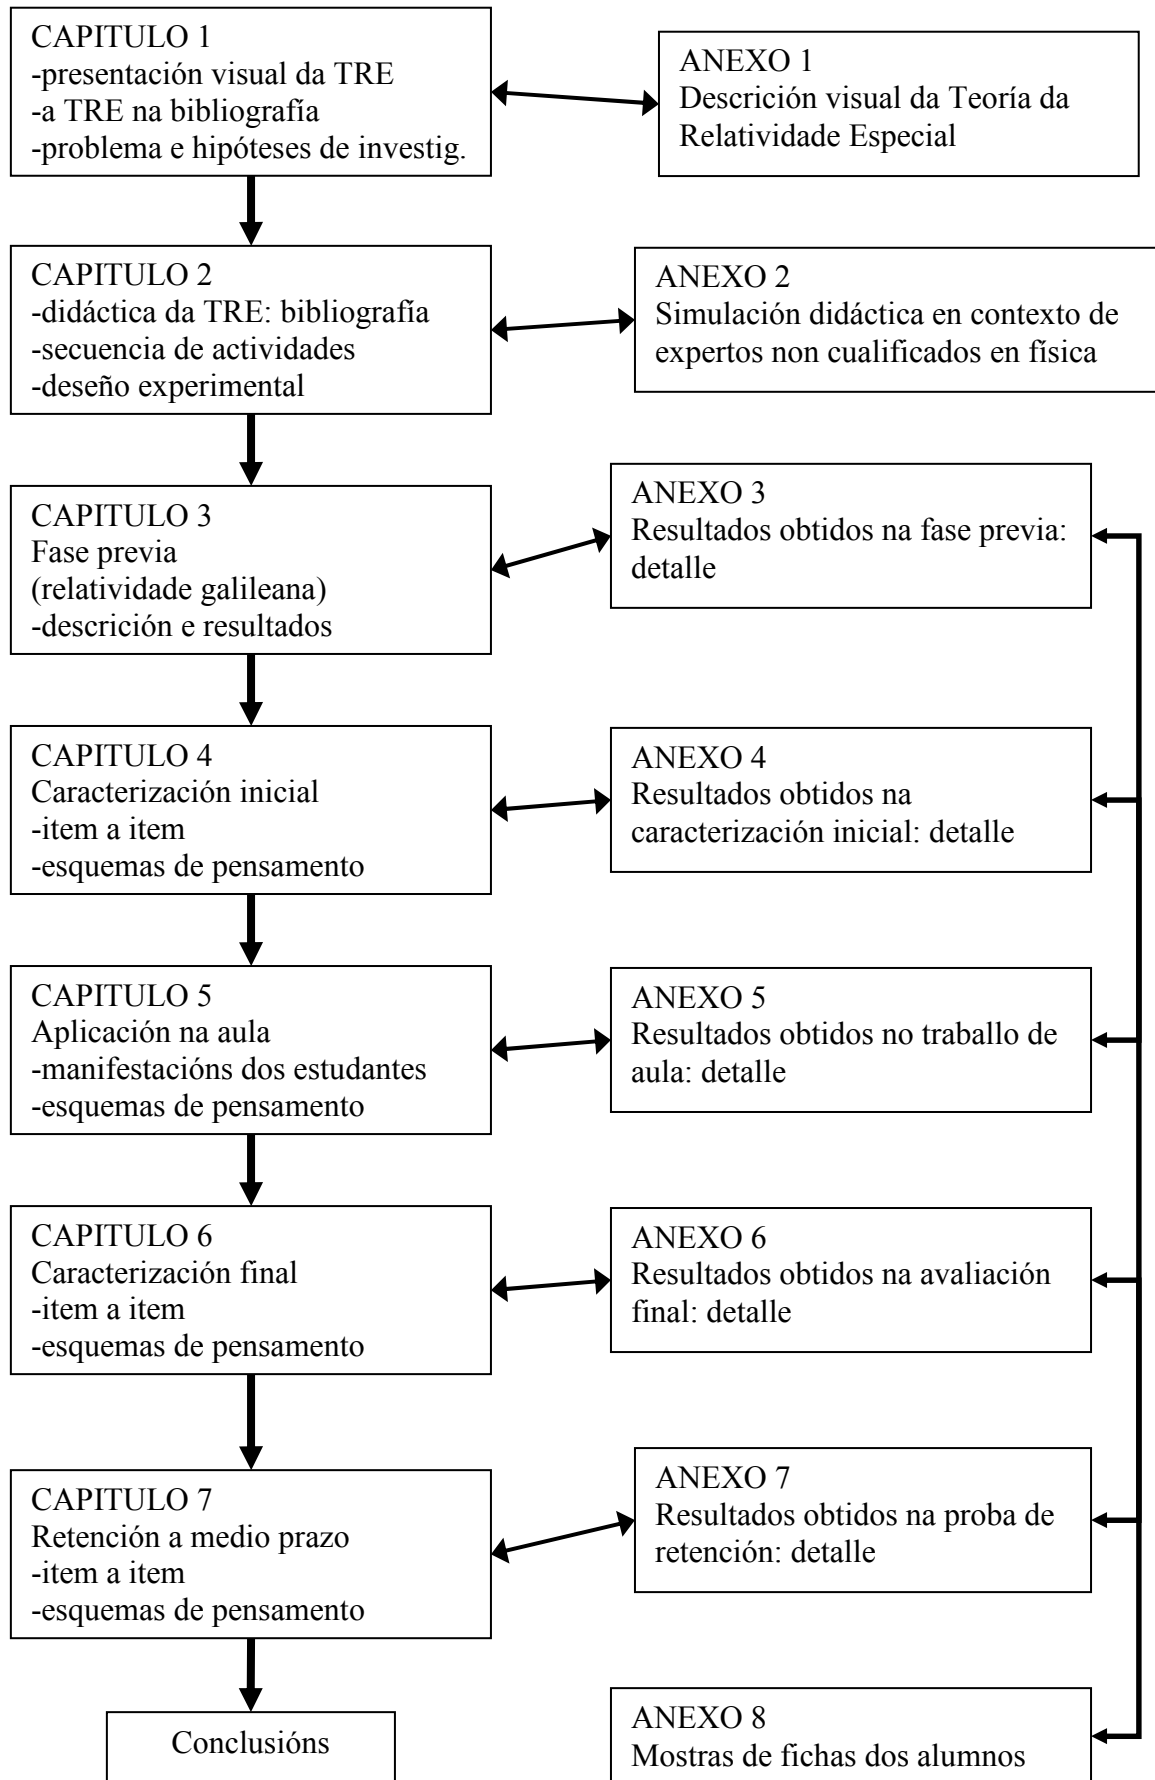 CAPITULO 1
-presentación visual da TRE
-a TRE na bibliografía
-problema e hipóteses de investig.
ANEXO 1
Descrición visual da Teoría da
Relatividade Especial
CAPITULO 2
-didáctica da TRE: bibliografía
-secuencia de actividades
-deseño experimental
ANEXO 2
Simulación didáctica en contexto de
expertos non cualificados en física
CAPITULO 3
Fase previa
(relatividade galileana)
-descrición e resultados
ANEXO 3
Resultados obtidos na fase previa:
detalle
CAPITULO 4
Caracterización inicial
-item a item
-esquemas de pensamento
ANEXO 4
Resultados obtidos na
caracterización inicial: detalle
CAPITULO 5
Aplicación na aula
-manifestacións dos estudantes
-esquemas de pensamento
ANEXO 5
Resultados obtidos no traballo de
aula: detalle
CAPITULO 6
Caracterización final
-item a item
-esquemas de pensamento
ANEXO 6
Resultados obtidos na avaliación
final: detalle
CAPITULO 7
Retención a medio prazo
-item a item
-esquemas de pensamento
ANEXO 7
Resultados obtidos na proba de
retención: detalle
Conclusións
ANEXO 8
Mostras de fichas dos alumnos